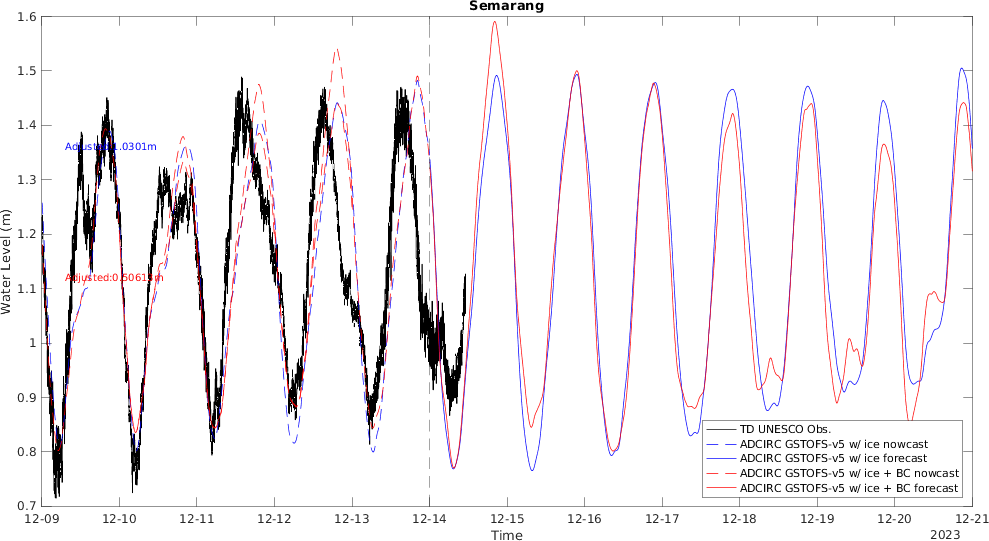 Semarang
Water Level (m)
1.6
1.5
1.4
1.3
1.2
1.1
1
0.9
0.8
0.7
TD UNESCO Obs.
ADCIRC GSTOFS-v5 w/ ice nowcast
ADCIRC GSTOFS-v5 w/ ice forecast
ADCIRC GSTOFS-v5 w/ ice + BC nowcast
ADCIRC GSTOFS-v5 w/ ice + BC forecast
12-09 12-10 12-11 12-12 12-13 12-14 12-15 12-16 12-17 12-18 12-19 12-20 12-21
Time
2023